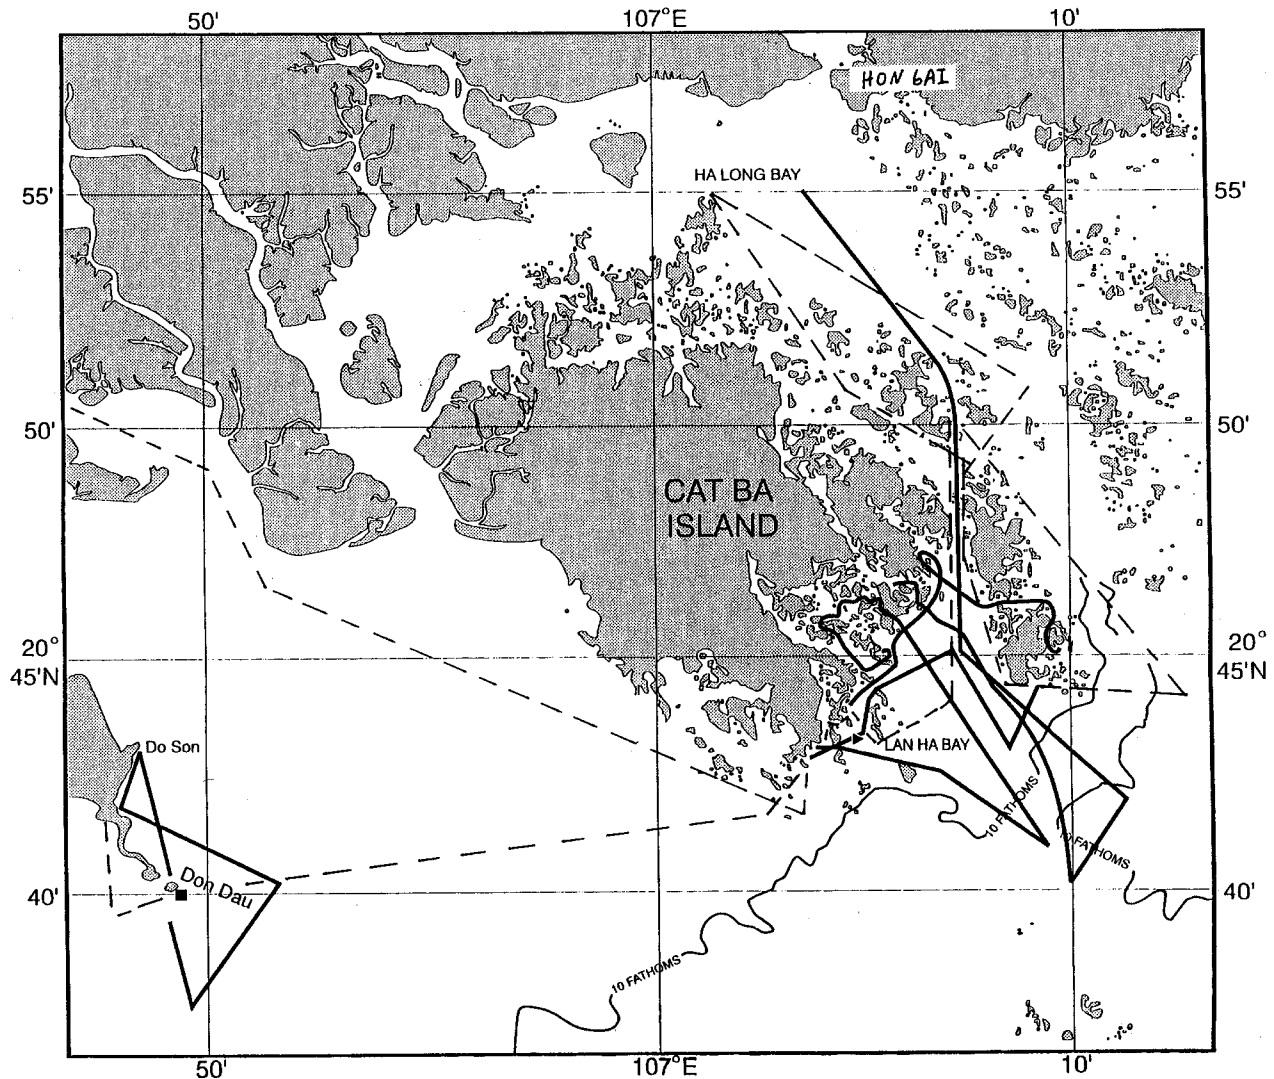 50'
107°E
10'
HON GAI
HA LONG BAY
55'
55'
50'
50'
CAT BA
ISLAND
20°
45'N
20°
45'N
Do Son
LAN HA BAY
10 FATHOMS
10 FATHOMS
Don Dau
40'
40'
10 FATHOMS
50'
107°E
10'